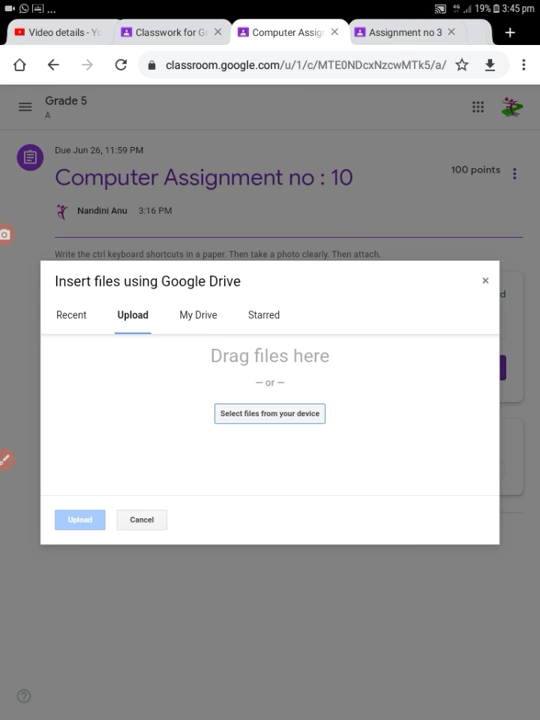 19% 3:45 pm
Video details - Yo
Classwork for G
Computer Assig
Assignment no 3
classroom.google.com/u/1/c/MTE0NDcxNzcwMTk5/a/
Grade 5
A
Due Jun 26, 11:59 PM
Computer Assignment no : 10
100 points
Nandini Anu 3:16 PM
Write the ctrl keyboard shortcuts in a paper. Then take a photo clearly. Then attach.
Insert files using Google Drive
×
Recent
Upload
My Drive
Starred
Drag files here
— or —
Select files from your device
Upload
Cancel